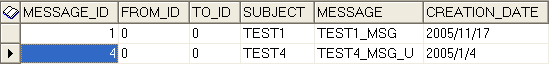 MESSAGE_ID FROM_ID TO_ID SUBJECT MESSAGE CREATION_DATE
1 0 0 TEST1 TEST1_MSG 2005/11/17
4 0 0 TEST4 TEST4_MSG_U 2005/1/4